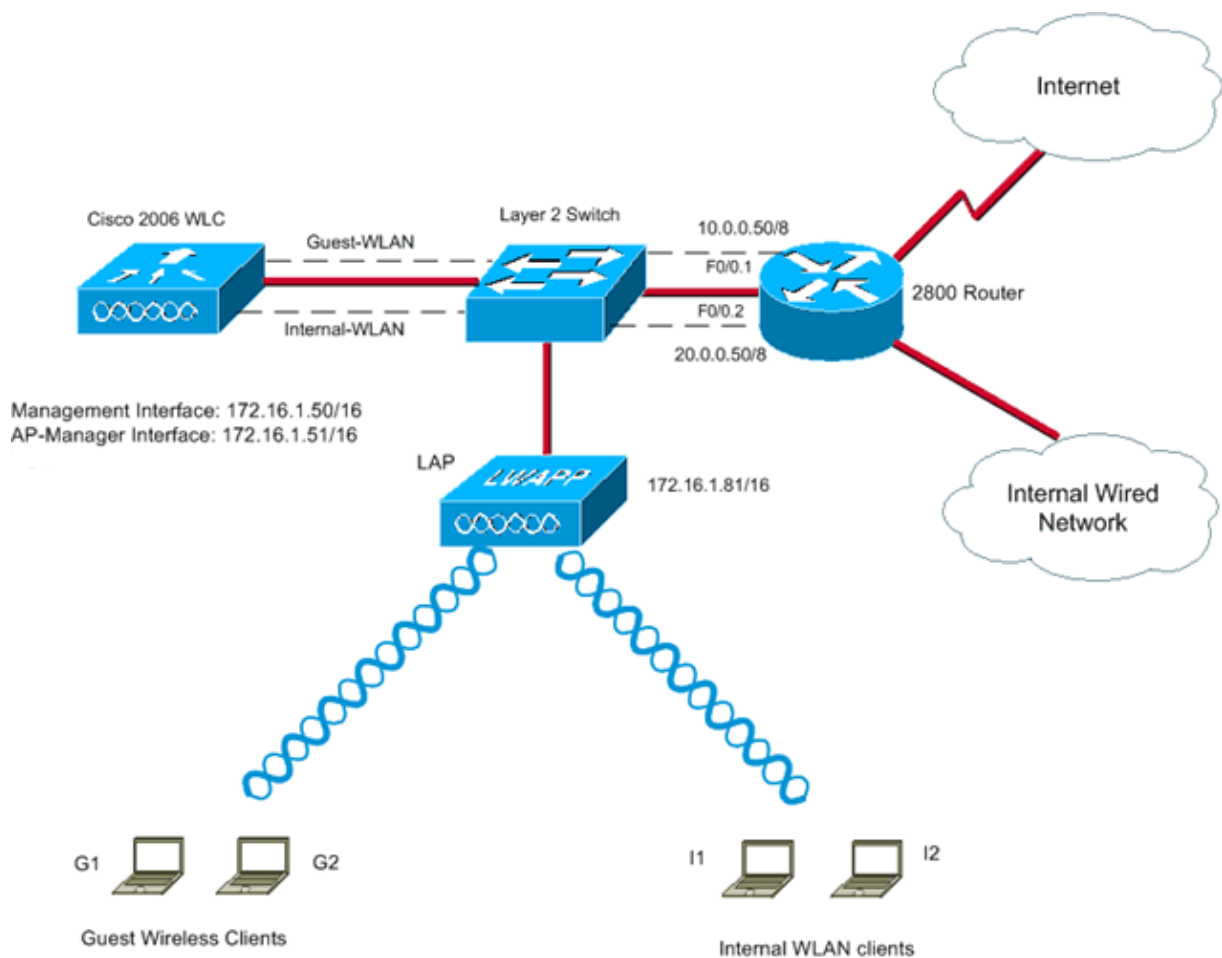 Internet
Cisco 2006 WLC
Layer 2 Switch
Guest-WLAN
10.0.0.50/8
F0/0.1
2800 Router
Internal-WLAN
F0/0.2
20.0.0.50/8
Management Interface: 172.16.1.50/16
AP-Manager Interface: 172.16.1.51/16
LAP
LWAPP
172.16.1.81/16
Internal Wired
Network
G1
G2
I1
I2
Guest Wireless Clients
Internal WLAN clients